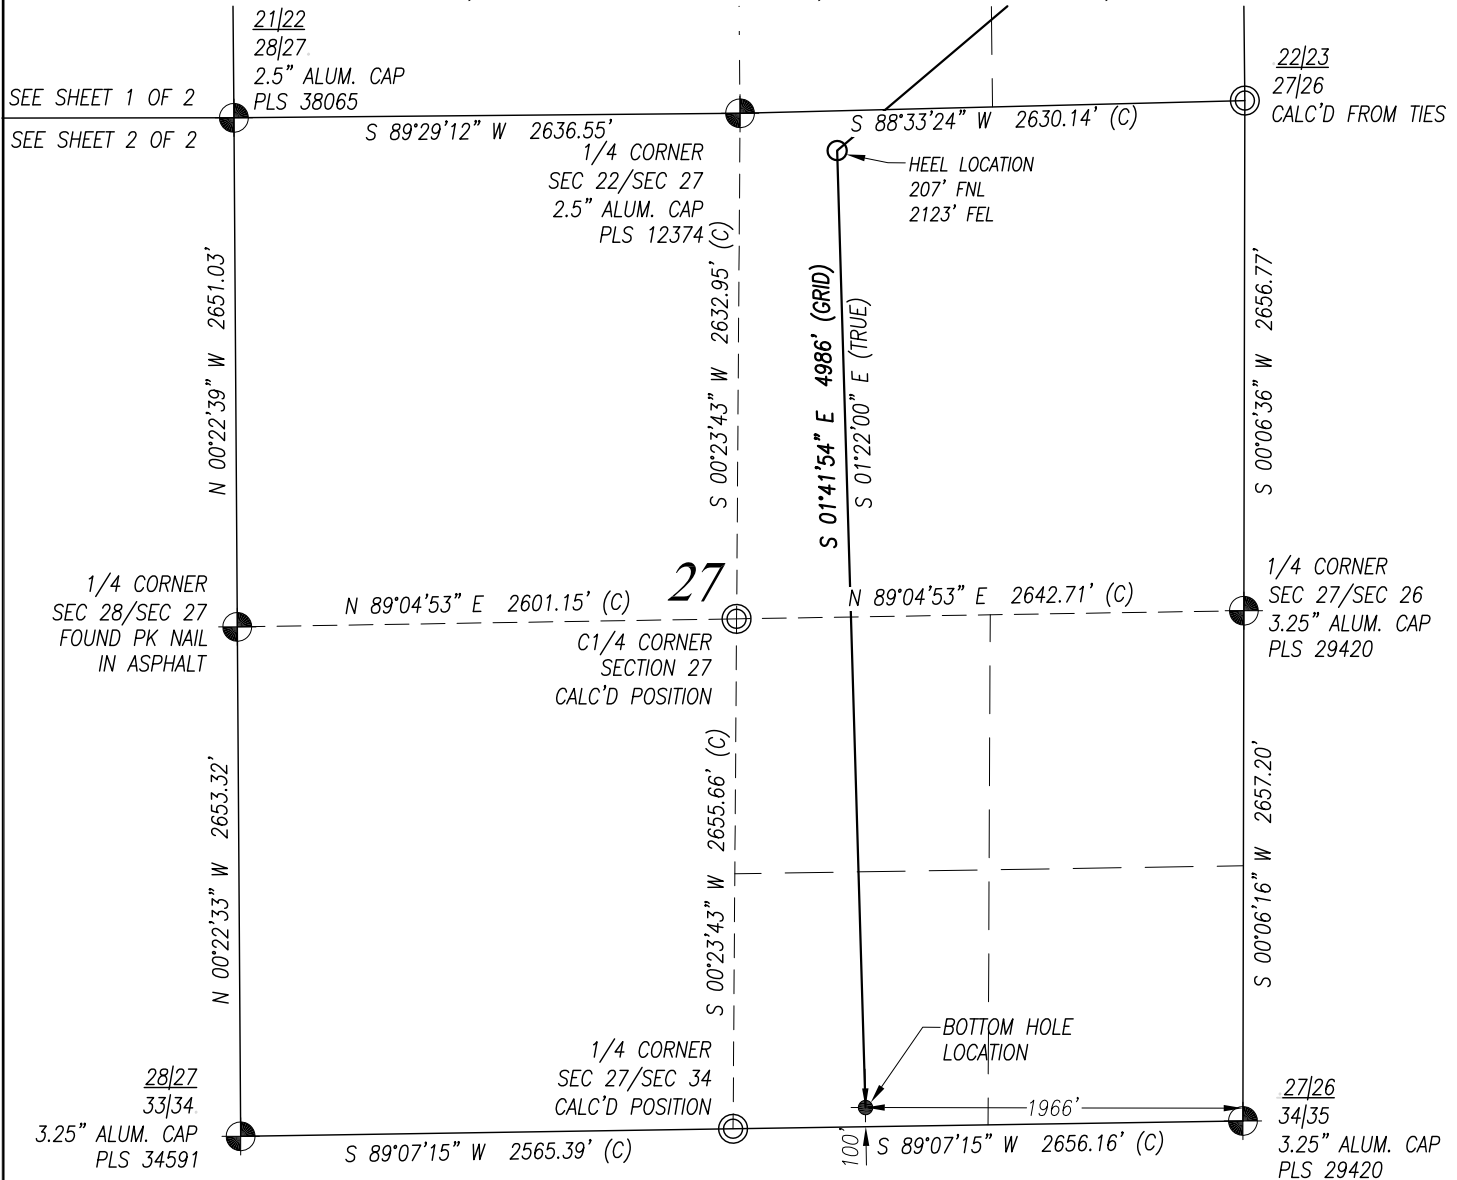 21|22
28|27
2.5" ALUM. CAP
PLS 38065
SEE SHEET 1 OF 2
SEE SHEET 2 OF 2
S 89°29'12" W 2636.55'
1/4 CORNER
SEC 22/SEC 27
2.5" ALUM. CAP
PLS 12374
S 88°33'24" W 2630.14' (C)
22|23
27|26
CALC'D FROM TIES
HEEL LOCATION
207' FNL
2123' FEL
N 00°22'39" W 2651.03'
S 00°23'43" W 2632.95' (C)
S 01°41'54" E 4986' (GRID)
S 01°22'00" E (TRUE)
S 00°06'36" W 2656.77'
1/4 CORNER
SEC 28/SEC 27
FOUND PK NAIL
IN ASPHALT
N 89°04'53" E 2601.15' (C)
27
N 89°04'53" E 2642.71' (C)
1/4 CORNER
SEC 27/SEC 26
3.25" ALUM. CAP
PLS 29420
C1/4 CORNER
SECTION 27
CALC'D POSITION
N 00°22'33" W 2653.32'
S 00°23'43" W 2655.66' (C)
S 00°06'16" W 2657.20'
BOTTOM HOLE
LOCATION
1/4 CORNER
SEC 27/SEC 34
CALC'D POSITION
28|27
33|34
3.25" ALUM. CAP
PLS 34591
S 89°07'15" W 2565.39' (C)
1966'
100'
S 89°07'15" W 2656.16' (C)
27|26
34|35
3.25" ALUM. CAP
PLS 29420